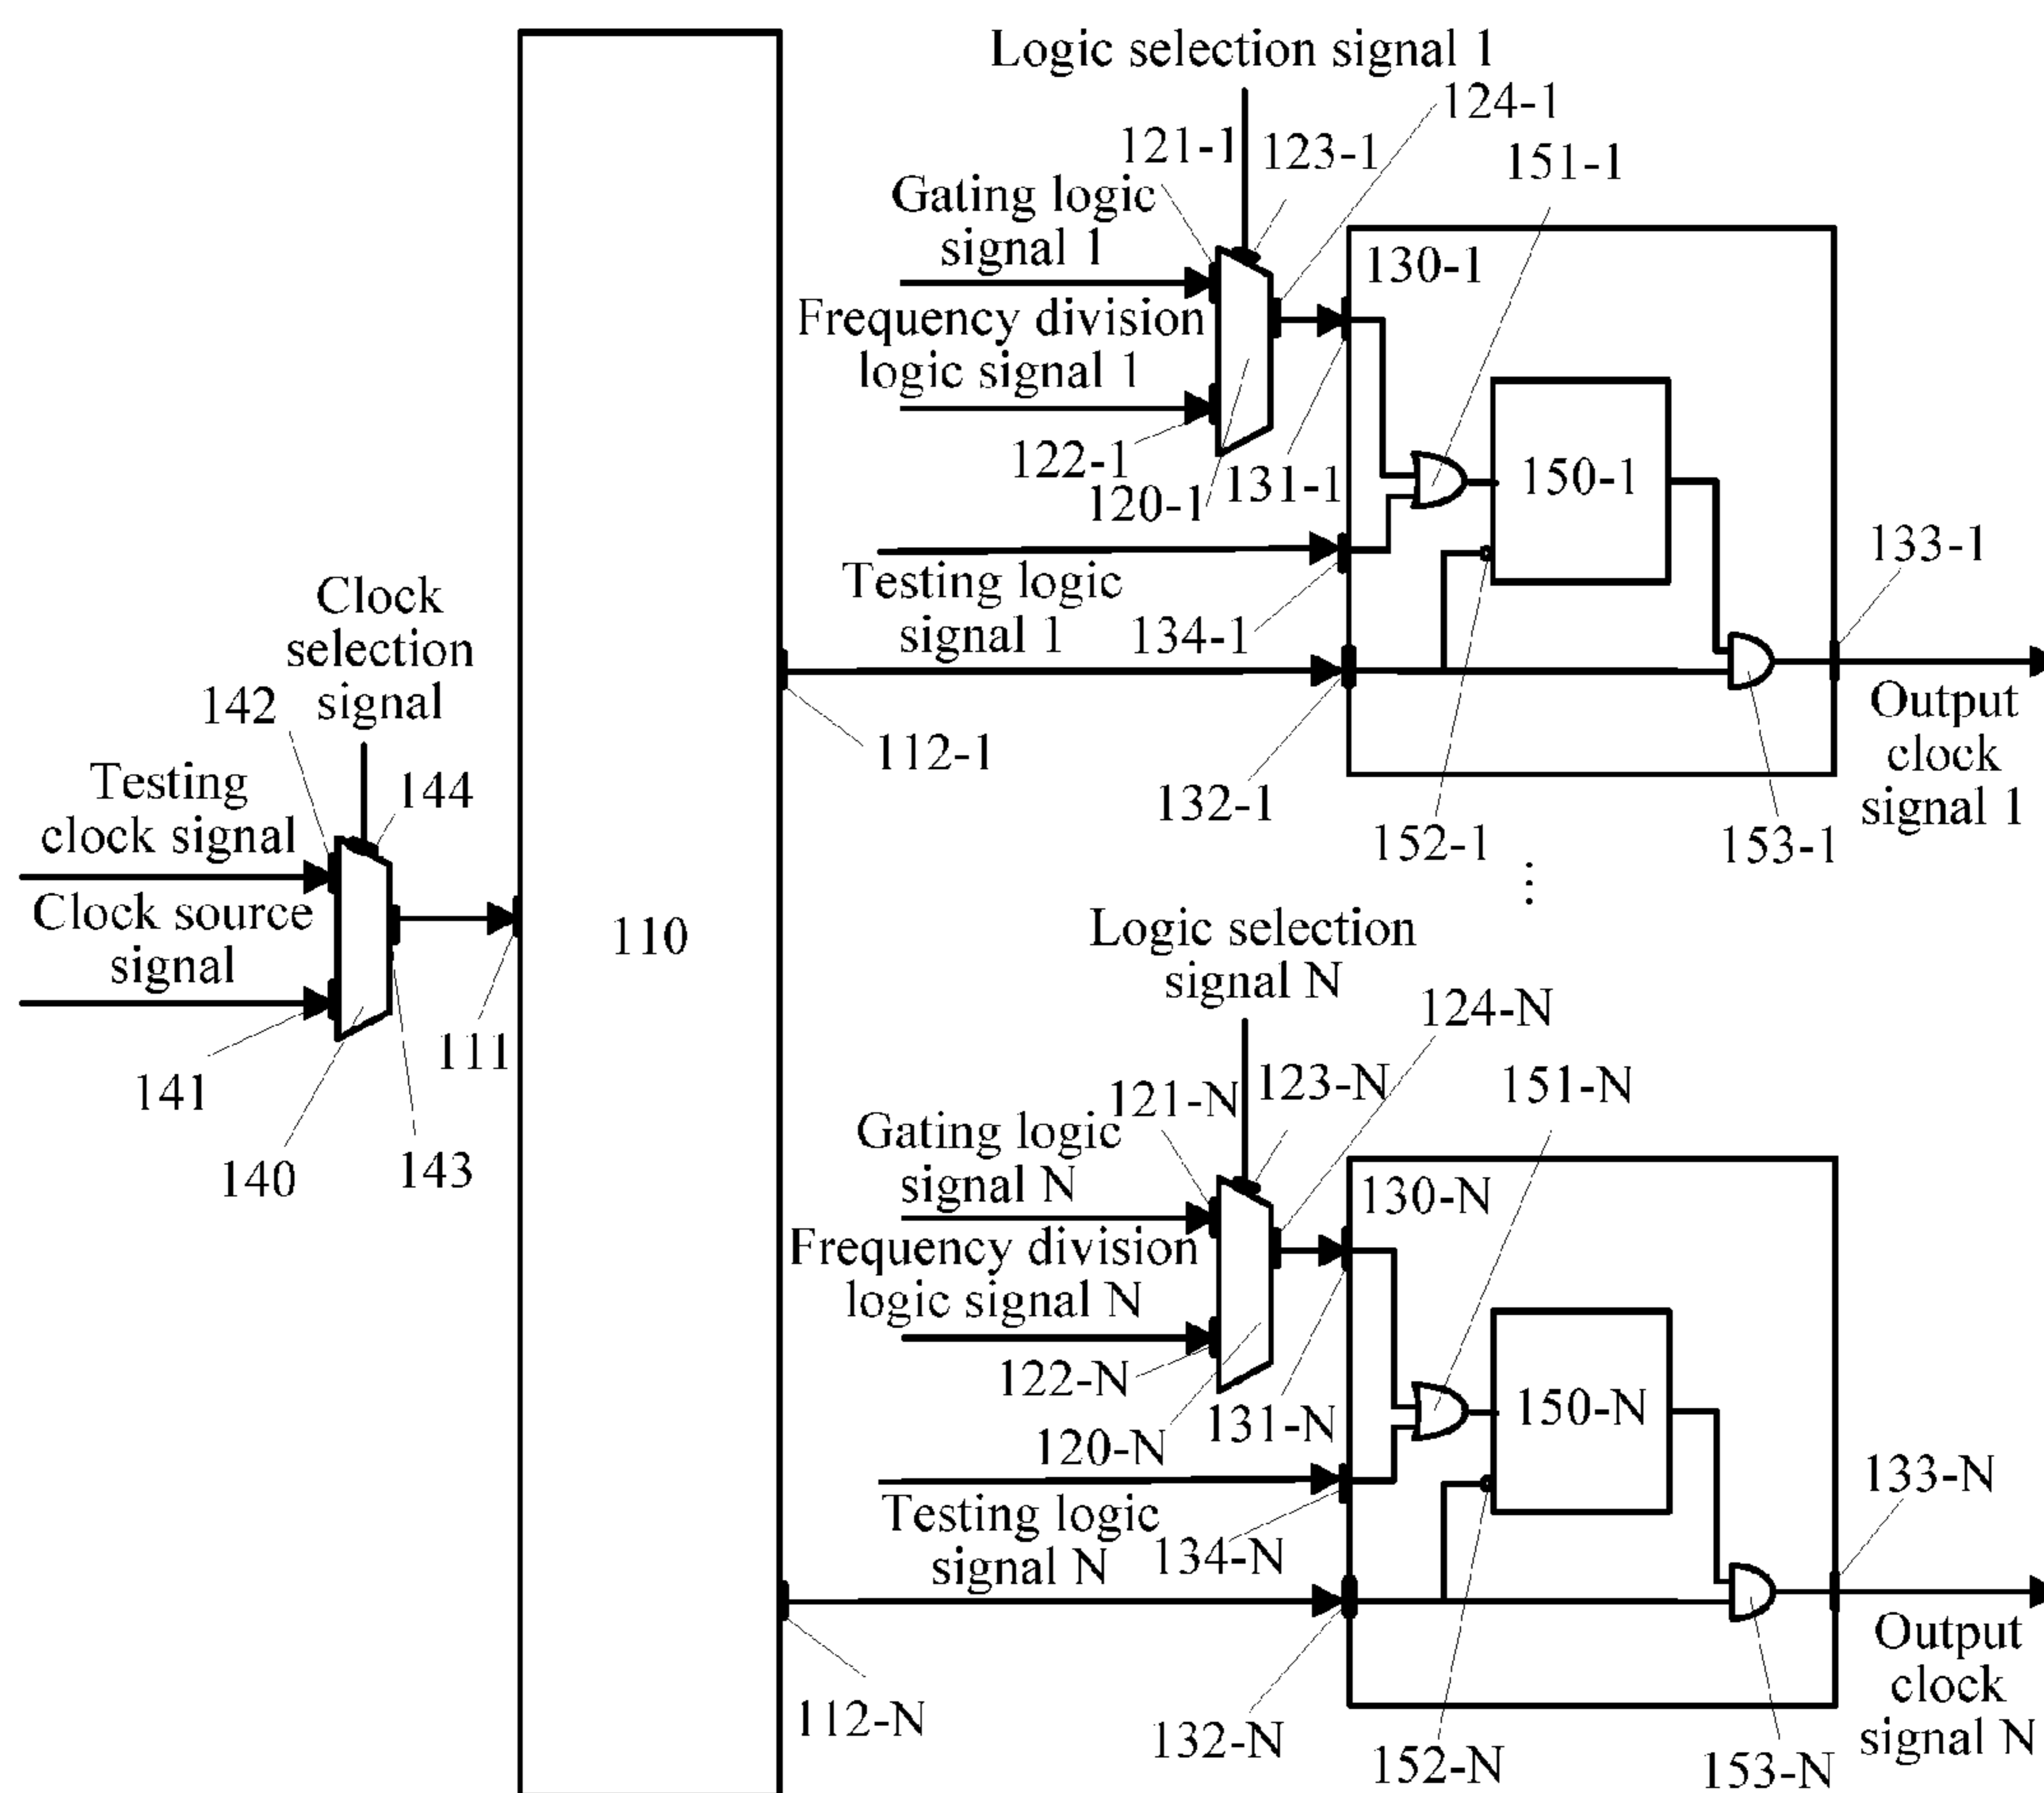 Logic selection signal 1
124-1
121-1
123-1
151-1
Gating logic
signal 1
130-1
Frequency division
logic signal 1
122-1
120-1
131-1
150-1
Testing logic
signal 1
134-1
133-1
Output
clock
signal 1
112-1
132-1
152-1
153-1
⋮
Clock
selection
signal
142
144
Testing
clock signal
Clock source
signal
141
140
143
111
110
Logic selection
signal N
124-N
121-N
123-N
151-N
Gating logic
signal N
130-N
Frequency division
logic signal N
122-N
120-N
131-N
150-N
Testing logic
signal N
134-N
133-N
Output
clock
signal N
112-N
132-N
152-N
153-N